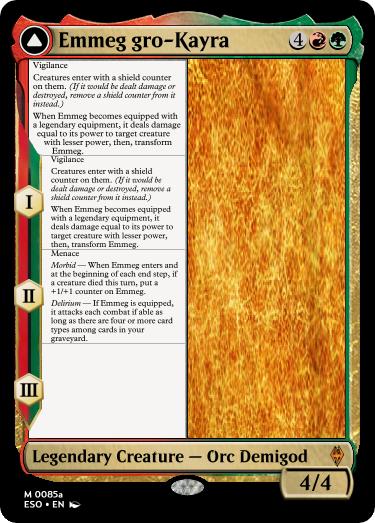 Emmeg gro-Kayra
4
Vigilance
Creatures enter with a shield counter
on them. (If it would be dealt damage or
destroyed, remove a shield counter from it
instead.)
When Emmeg becomes equipped with
a legendary equipment, it deals damage
equal to its power to target creature
with lesser power, then, transform
Emmeg.
Vigilance
Creatures enter with a shield
counter on them. (If it would be
dealt damage or destroyed, remove a
shield counter from it instead.)
When Emmeg becomes equipped
with a legendary equipment, it
deals damage equal to its power to
target creature with lesser power,
then, transform Emmeg.
I
Menace
Morbid — When Emmeg enters and
at the beginning of each end step, if
a creature died this turn, put a
+1/+1 counter on Emmeg.
Delirium — If Emmeg is equipped,
it attacks each combat if able as
long as there are four or more card
types among cards in your
graveyard.
II
III
Legendary Creature — Orc Demigod
4/4
M 0085a
ESO • EN